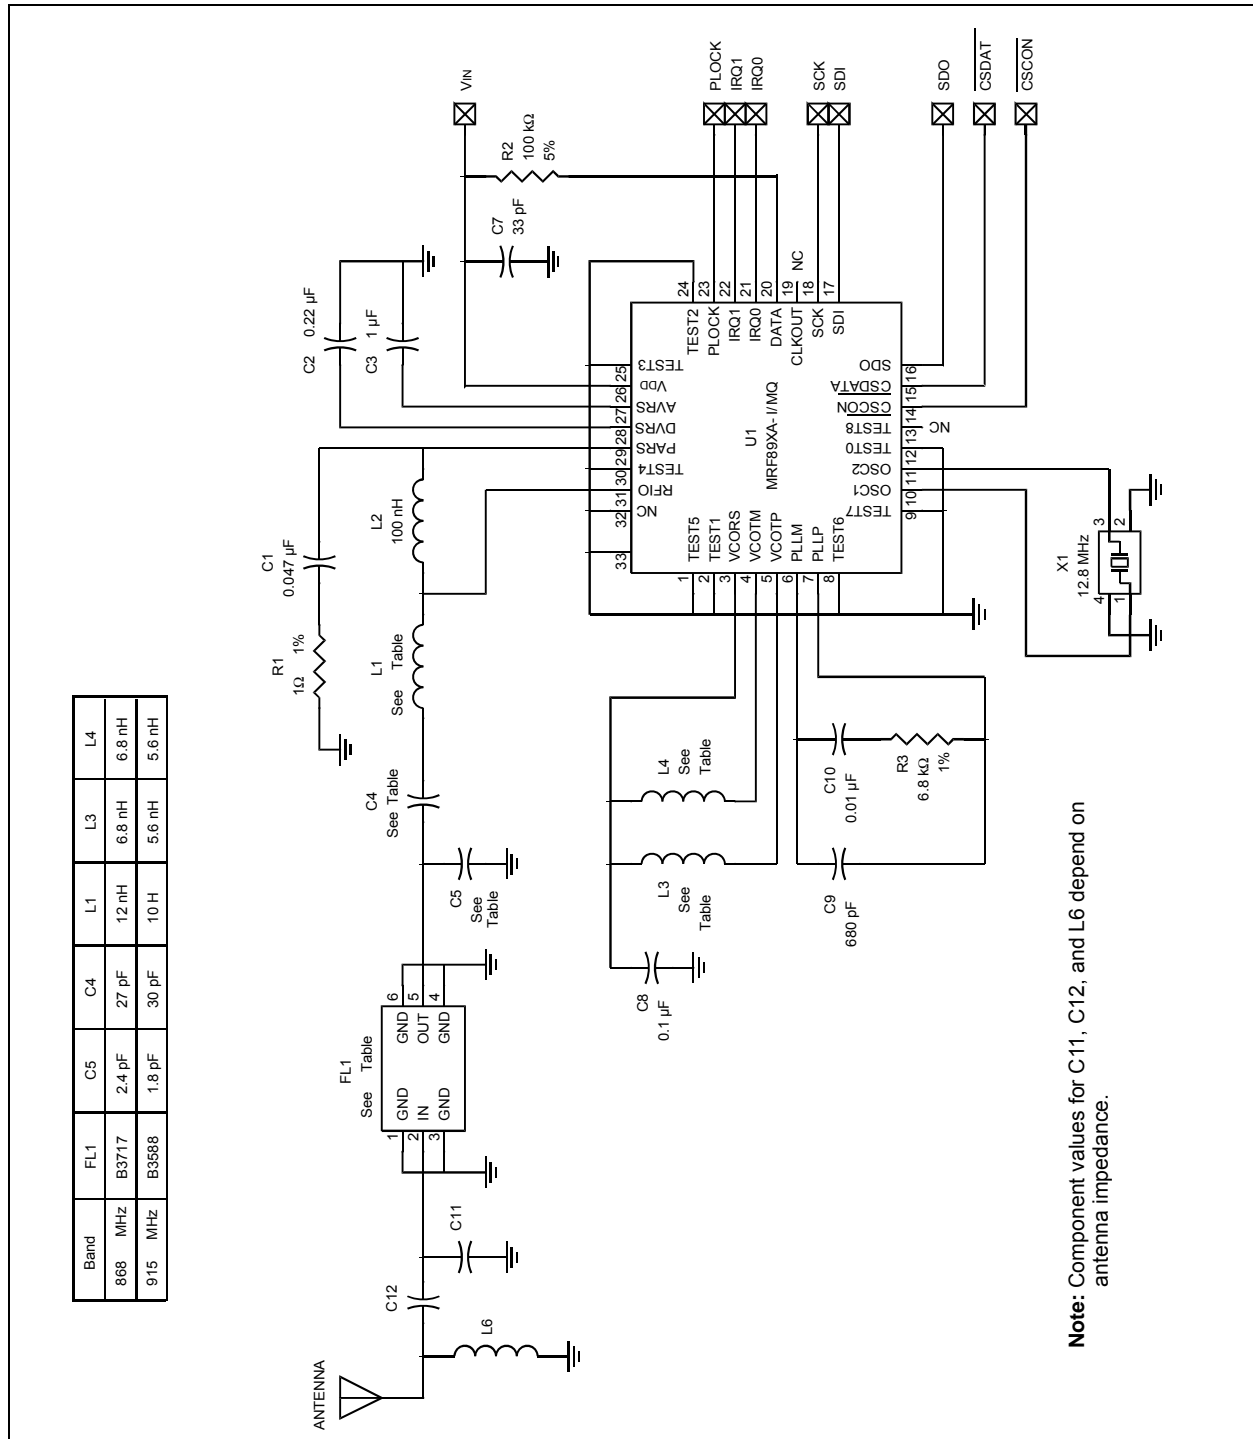 Band FL1 C5 C4 L1 L3 L4
868 MHz B3717 2.4 pF 27 pF 12 nH 6.8 nH 6.8 nH
915 MHz B3588 1.8 pF 30 pF 10 H 5.6 nH 5.6 nH
ANTENNA
L6
C12
C11
FL1
See Table
1 GND
2 IN
3 GND
GND 6
OUT 5
GND 4
C5
See
Table
C4
See Table
L1
See Table
L2
100 nH
R1
1Ω 1%
C1
0.047 µF
C2 0.22 µF
C3 1 µF
VIN
C7
33 pF
R2
100 kΩ
5%
PLOCK
IRQ1
IRQ0
SCK
SDI
SDO
CSDAT
CSCON
U1
MRF89XA- I/MQ
33
32 NC
31 RFIO
30 TEST4
29 PARS
28 DVRS
27 AVRS
26 VDD
25 TEST3
1 TEST5
2 TEST1
3 VCORS
4 VCOTM
5 VCOTP
6 PLLM
7 PLLP
8 TEST6
TEST2 24
PLOCK 23
IRQ1 22
IRQ0 21
DATA 20
CLKOUT 19 NC
SCK 18
SDI 17
TEST7 9
OSC1 10
OSC2 11
TEST0 12
TEST8 13 NC
CSCON 14
CSDATA 15
SDO 16
C8
0.1 µF
L3
See
Table
L4
See
Table
C9
680 pF
C10
0.01 µF
R3
6.8 kΩ
1%
X1
12.8 MHz
4 3
1 2
Note: Component values for C11, C12, and L6 depend on
antenna impedance.